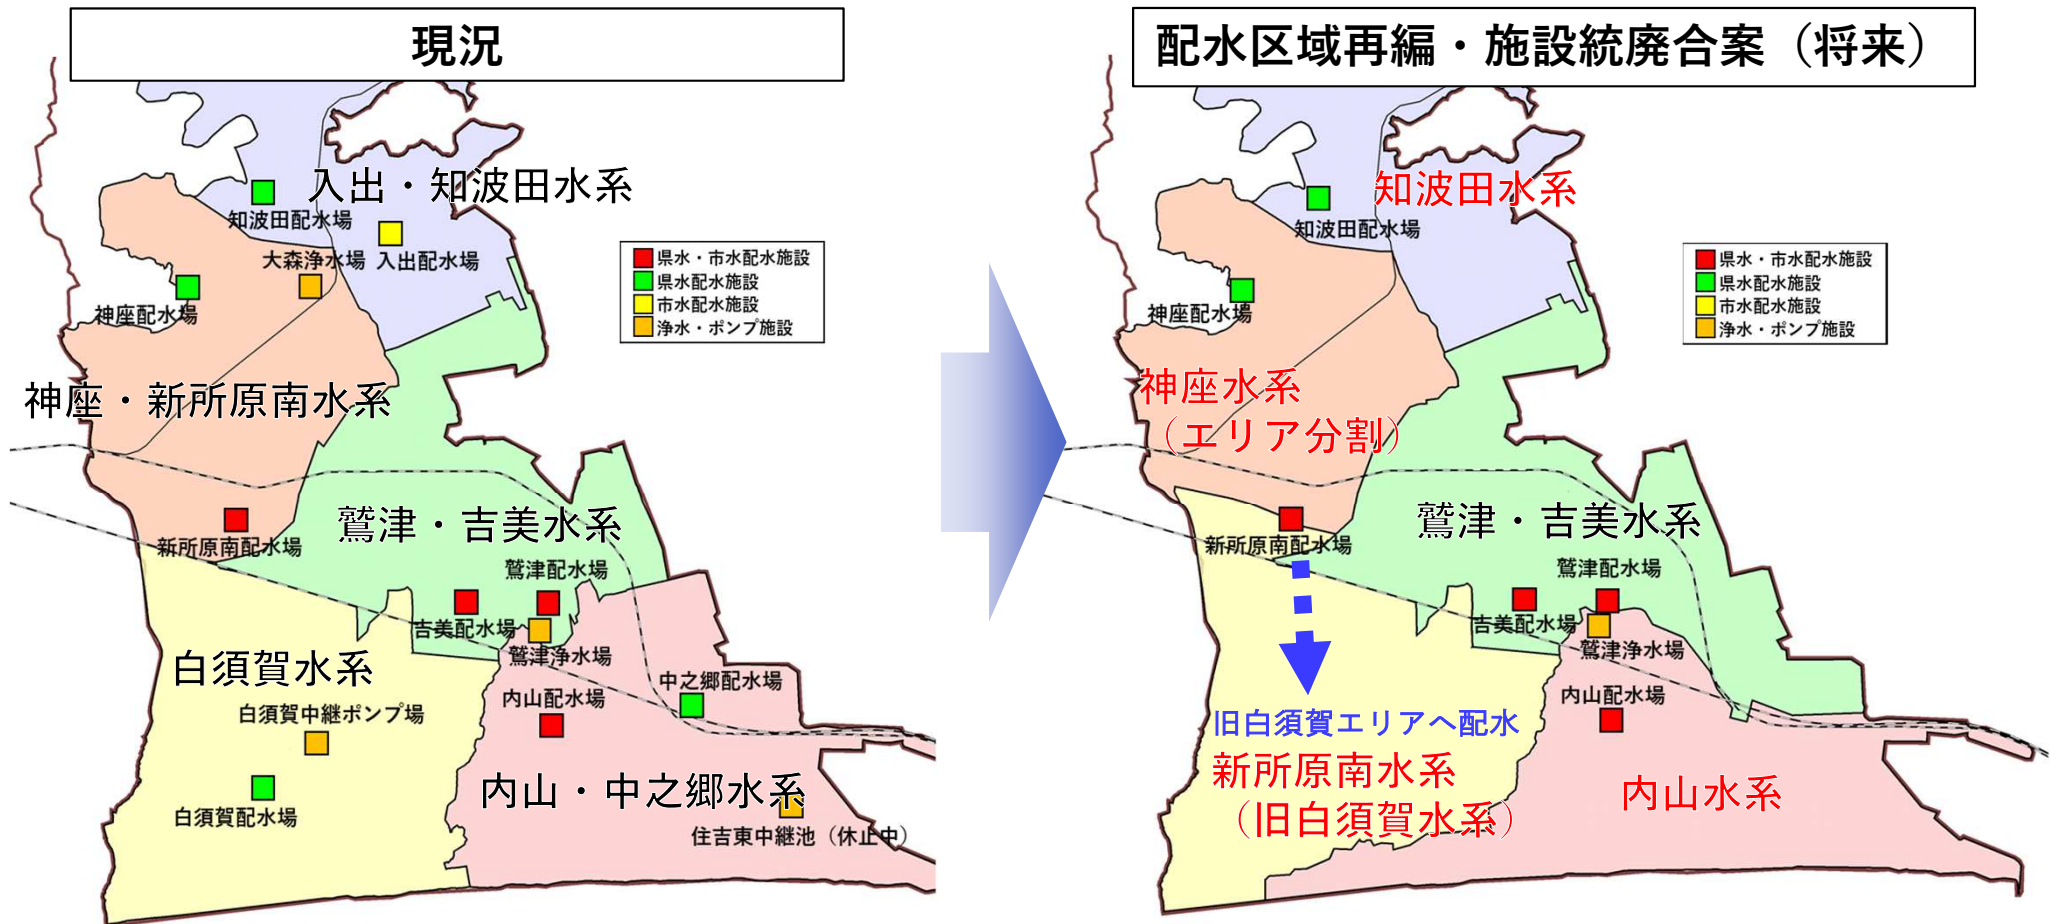 現況
入出・知波田水系
知波田配水場
大森浄水場
入出配水場
神座配水場
県水・市水配水施設
県水配水施設
市水配水施設
浄水・ポンプ施設
神座・新所原南水系
鷲津・吉美水系
新所原南配水場
鷲津配水場
吉美配水場
鷲津浄水場
白須賀水系
中之郷配水場
内山配水場
白須賀中継ポンプ場
内山・中之郷水系
白須賀配水場
住吉東中継池（休止中）
配水区域再編・施設統廃合案（将来）
知波田水系
知波田配水場
神座配水場
県水・市水配水施設
県水配水施設
市水配水施設
浄水・ポンプ施設
神座水系
（エリア分割）
鷲津・吉美水系
新所原南配水場
鷲津配水場
吉美配水場
鷲津浄水場
内山配水場
旧白須賀エリアへ配水
新所原南水系
（旧白須賀水系）
内山水系